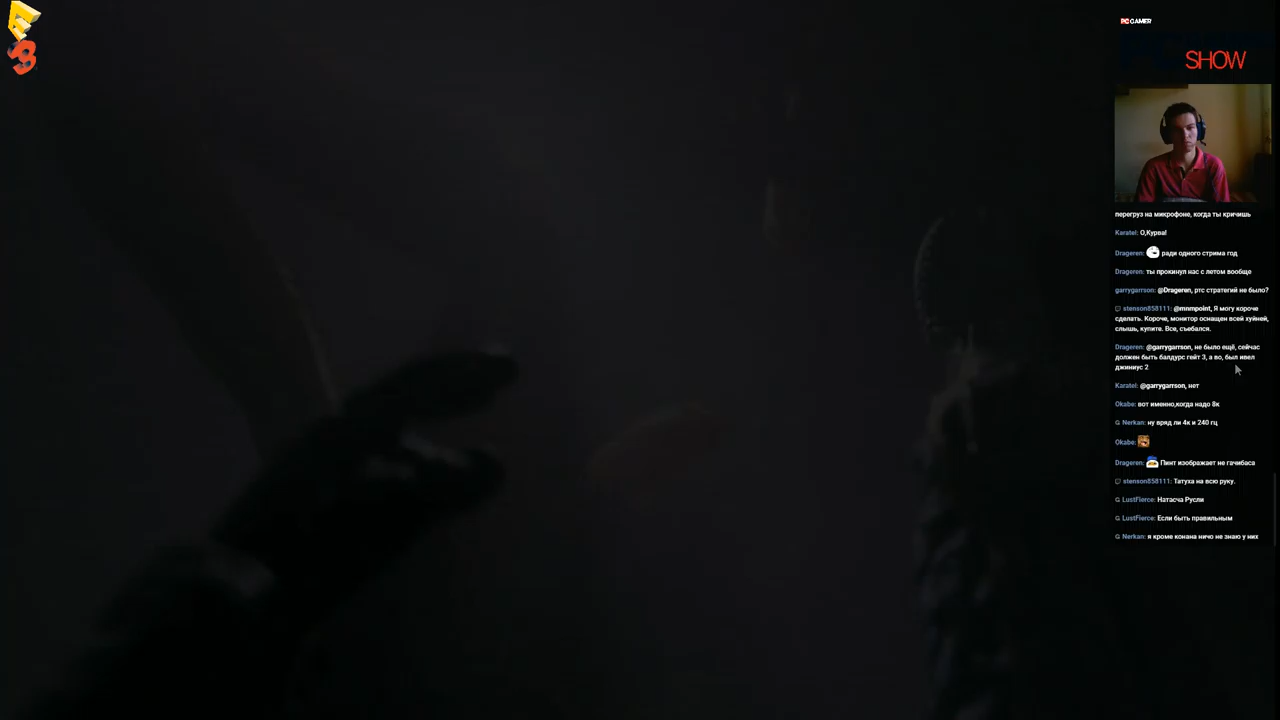 E3
PC GAMER
SHOW
перегруз на микрофоне, когда ты кричишь
Karatel: О,Курва!
Drageren: ради одного стрима год
Drageren: ты прокинул нас с летом вообще
garrygarrson: @Drageren, ртс стратегий не было?
stenson858111: @mnmpoint, Я могу короче
сделать. Короче, монитор оснащен всей хуйней,
слышь, купите. Все, съебался.
Drageren: @garrygarrson, не было ещё, сейчас
должен быть балдурс гейт 3, а во, был ивел
джиниус 2
Karatel: @garrygarrson, нет
Okabe: вот именно,когда надо 8к
G Nerkan: ну вряд ли 4к и 240 гц
Okabe:
Drageren: Пинт изображает не гачибаса
stenson858111: Татуха на всю руку.
G LustFierce: Натасча Русли
G LustFierce: Если быть правильным
G Nerkan: я кроме конана ничо не знаю у них